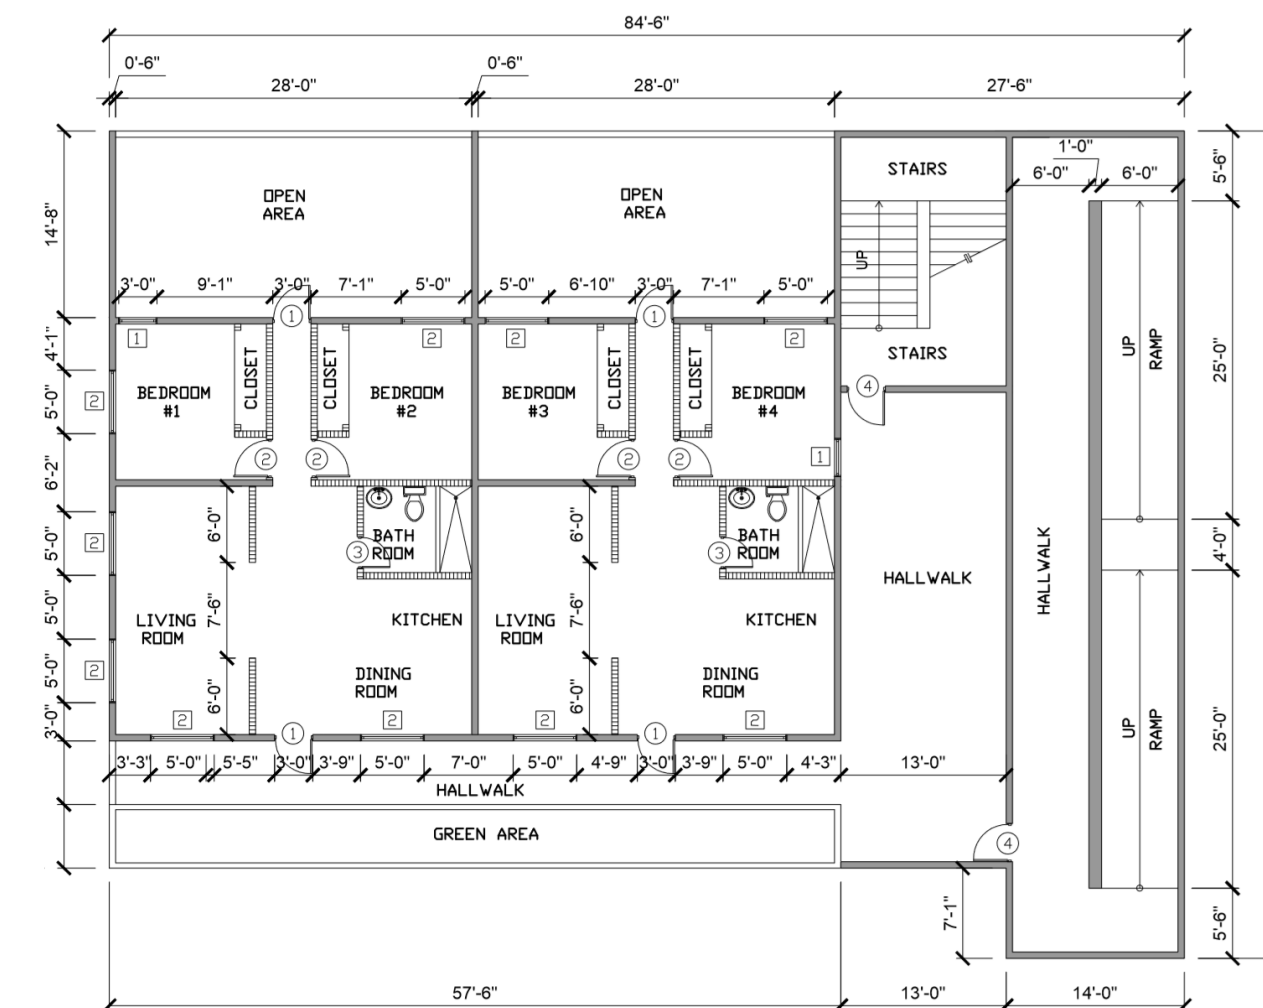 84'-6"
0'-6"
0'-6"
28'-0"
28'-0"
27'-6"
1'-0"
6'-0"
6'-0"
5'-6"
STAIRS
OPEN
AREA
OPEN
AREA
14'-8"
UP
3'-0"
9'-1"
3'-0"
7'-1"
5'-0"
5'-0"
6'-10"
3'-0"
7'-1"
5'-0"
1
1
1
2
2
2
STAIRS
UP
RAMP
25'-0"
4'-1"
CLOSET
CLOSET
CLOSET
CLOSET
4
2
5'-0"
BEDROOM
#1
BEDROOM
#2
BEDROOM
#3
BEDROOM
#4
2
2
2
2
1
6'-2"
6'-0"
6'-0"
5'-0"
2
BATH
ROOM
3
BATH
ROOM
3
4'-0"
HALLWALK
HALLWALK
5'-0"
LIVING
ROOM
7'-6"
KITCHEN
LIVING
ROOM
7'-6"
KITCHEN
5'-0"
2
DINING
ROOM
DINING
ROOM
6'-0"
6'-0"
UP
RAMP
25'-0"
3'-0"
2
1
2
2
1
2
3'-3"
5'-0"
5'-5"
3'-0"
3'-9"
5'-0"
7'-0"
5'-0"
4'-9"
3'-0"
3'-9"
5'-0"
4'-3"
13'-0"
HALLWALK
GREEN AREA
4
7'-1"
5'-6"
57'-6"
13'-0"
14'-0"